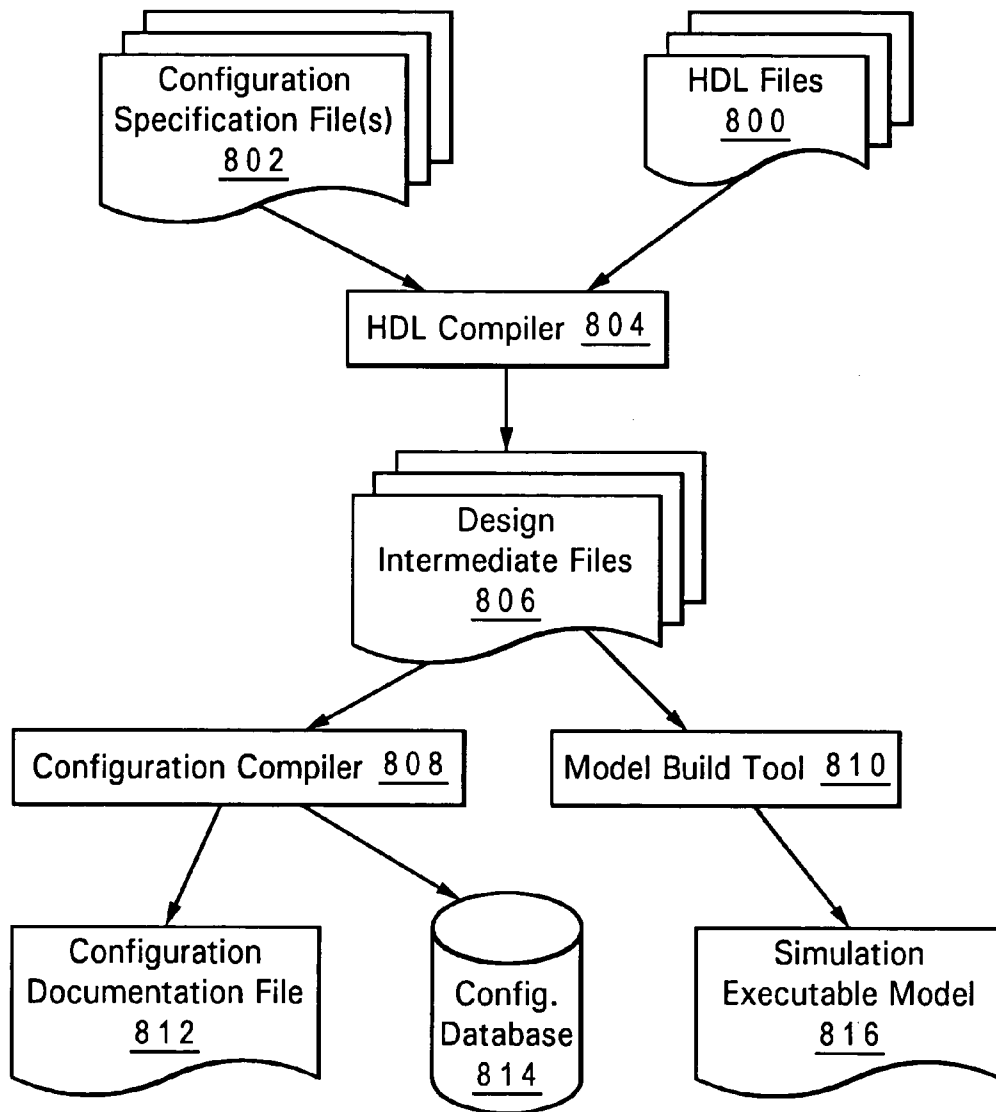 Configuration
Specification File(s)
802
HDL Files
800
HDL Compiler 804
Design
Intermediate Files
806
Configuration Compiler 808
Model Build Tool 810
Configuration
Documentation File
812
Config.
Database
814
Simulation
Executable Model
816